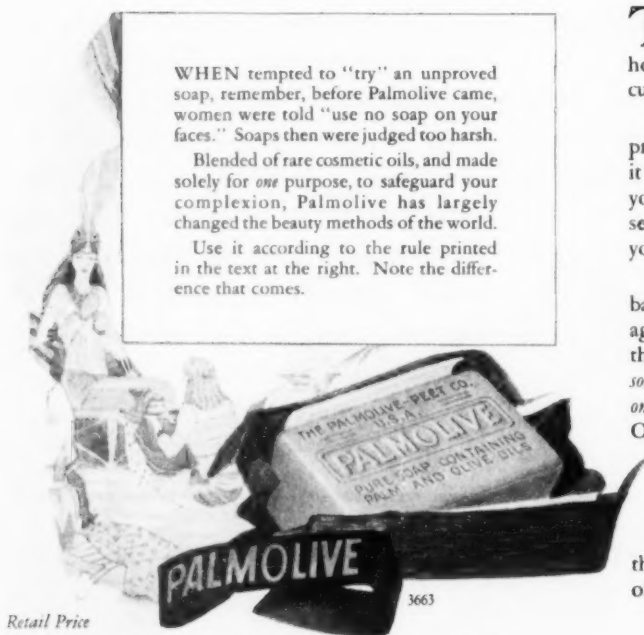 WHEN tempted to "try" an unproved
soap, remember, before Palmolive came,
women were told "use no soap on your
faces." Soaps then were judged too harsh.
Blended of rare cosmetic oils, and made
solely for one purpose, to safeguard your
complexion, Palmolive has largely
changed the beauty methods of the world.
Use it according to the rule printed
in the text at the right. Note the differ-
ence that comes.
THE PALMOLIVE-PEET CO.
U.S.A.
PALMOLIVE
PURE SOAP CONTAINING
PALM AND OLIVE OILS
PALMOLIVE
3663
Retail Price